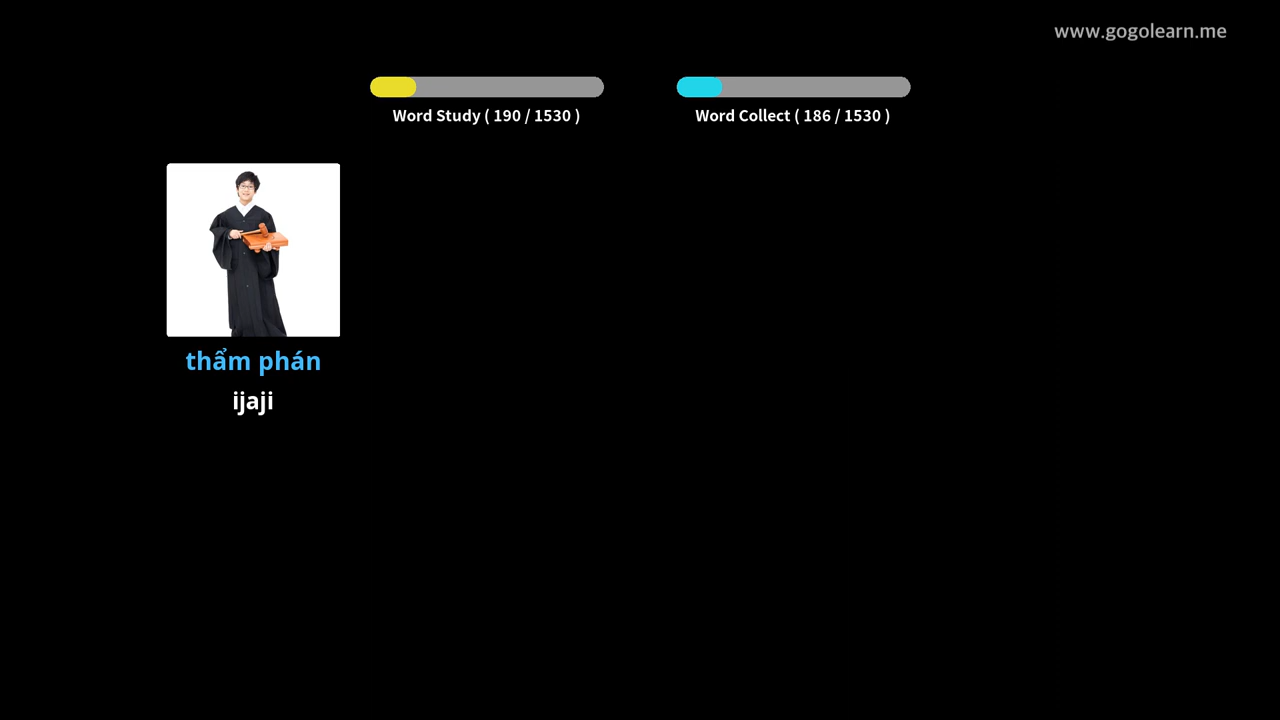 www.gogolearn.me
Word Study ( 190 / 1530 )
Word Collect ( 186 / 1530 )
thẩm phán
ijaji